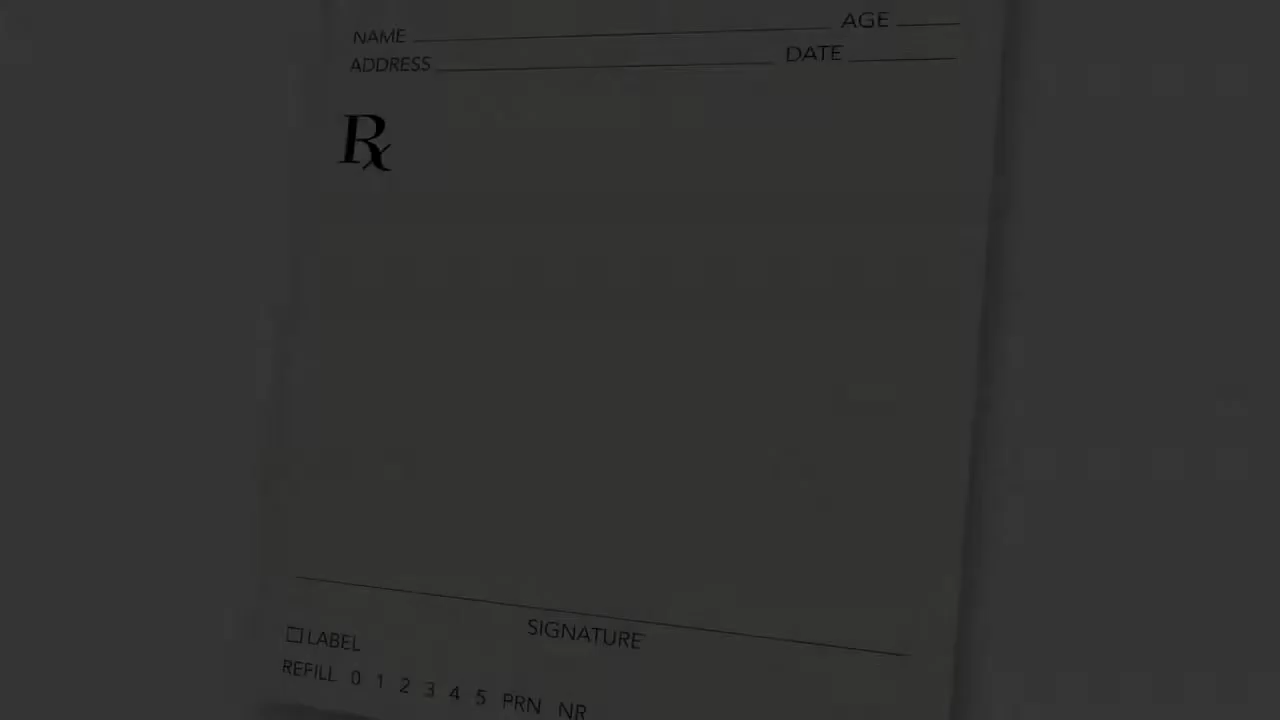 NAME AGE
ADDRESS DATE
Rx
SIGNATURE
LABEL
REFILL 0 1 2 3 4 5 PRN NR